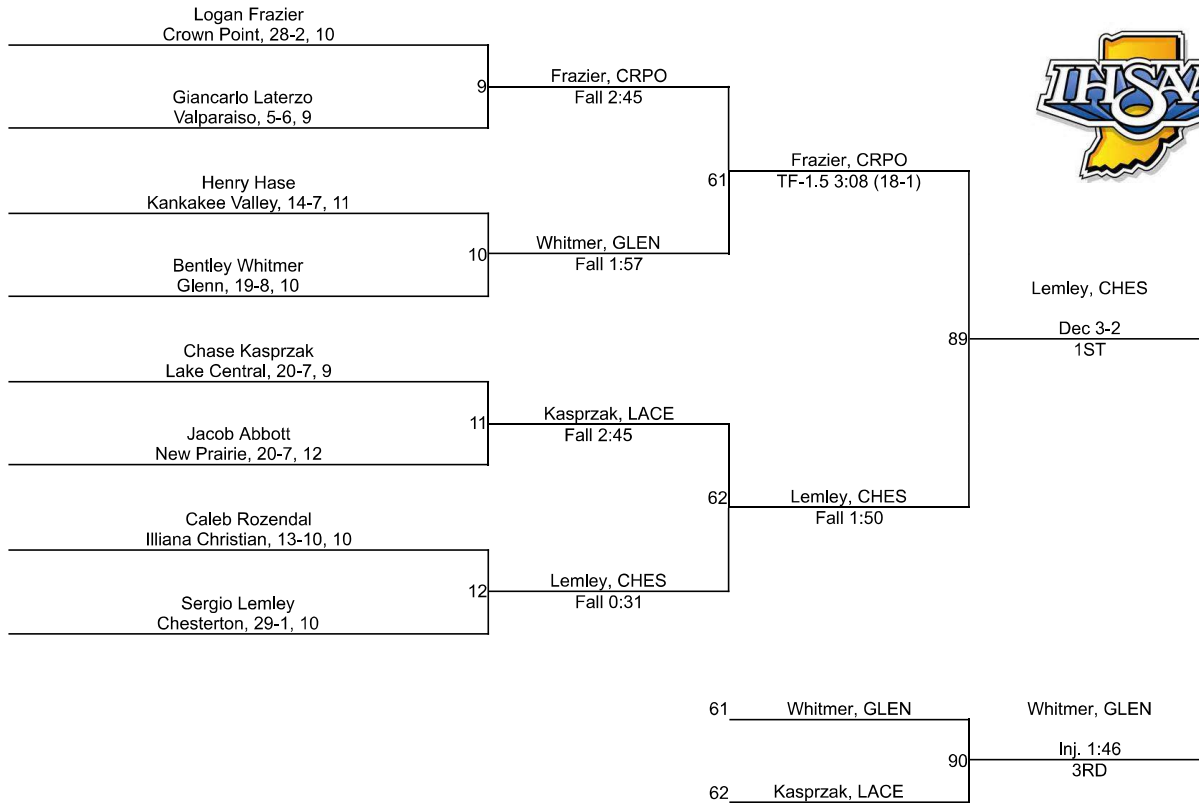 Logan Frazier
Crown Point, 28-2, 10
Giancarlo Laterzo
Valparaiso, 5-6, 9
9
Frazier, CRPO
Fall 2:45
Henry Hase
Kankakee Valley, 14-7, 11
Bentley Whitmer
Glenn, 19-8, 10
10
Whitmer, GLEN
Fall 1:57
61
Frazier, CRPO
TF-1.5 3:08 (18-1)
Chase Kasprzak
Lake Central, 20-7, 9
Jacob Abbott
New Prairie, 20-7, 12
11
Kasprzak, LACE
Fall 2:45
Caleb Rozendal
Illiana Christian, 13-10, 10
Sergio Lemley
Chesterton, 29-1, 10
12
Lemley, CHES
Fall 0:31
62
Lemley, CHES
Fall 1:50
89
Lemley, CHES
Dec 3-2
1ST
61
Whitmer, GLEN
62
Kasprzak, LACE
90
Whitmer, GLEN
Inj. 1:46
3RD
IHSAA